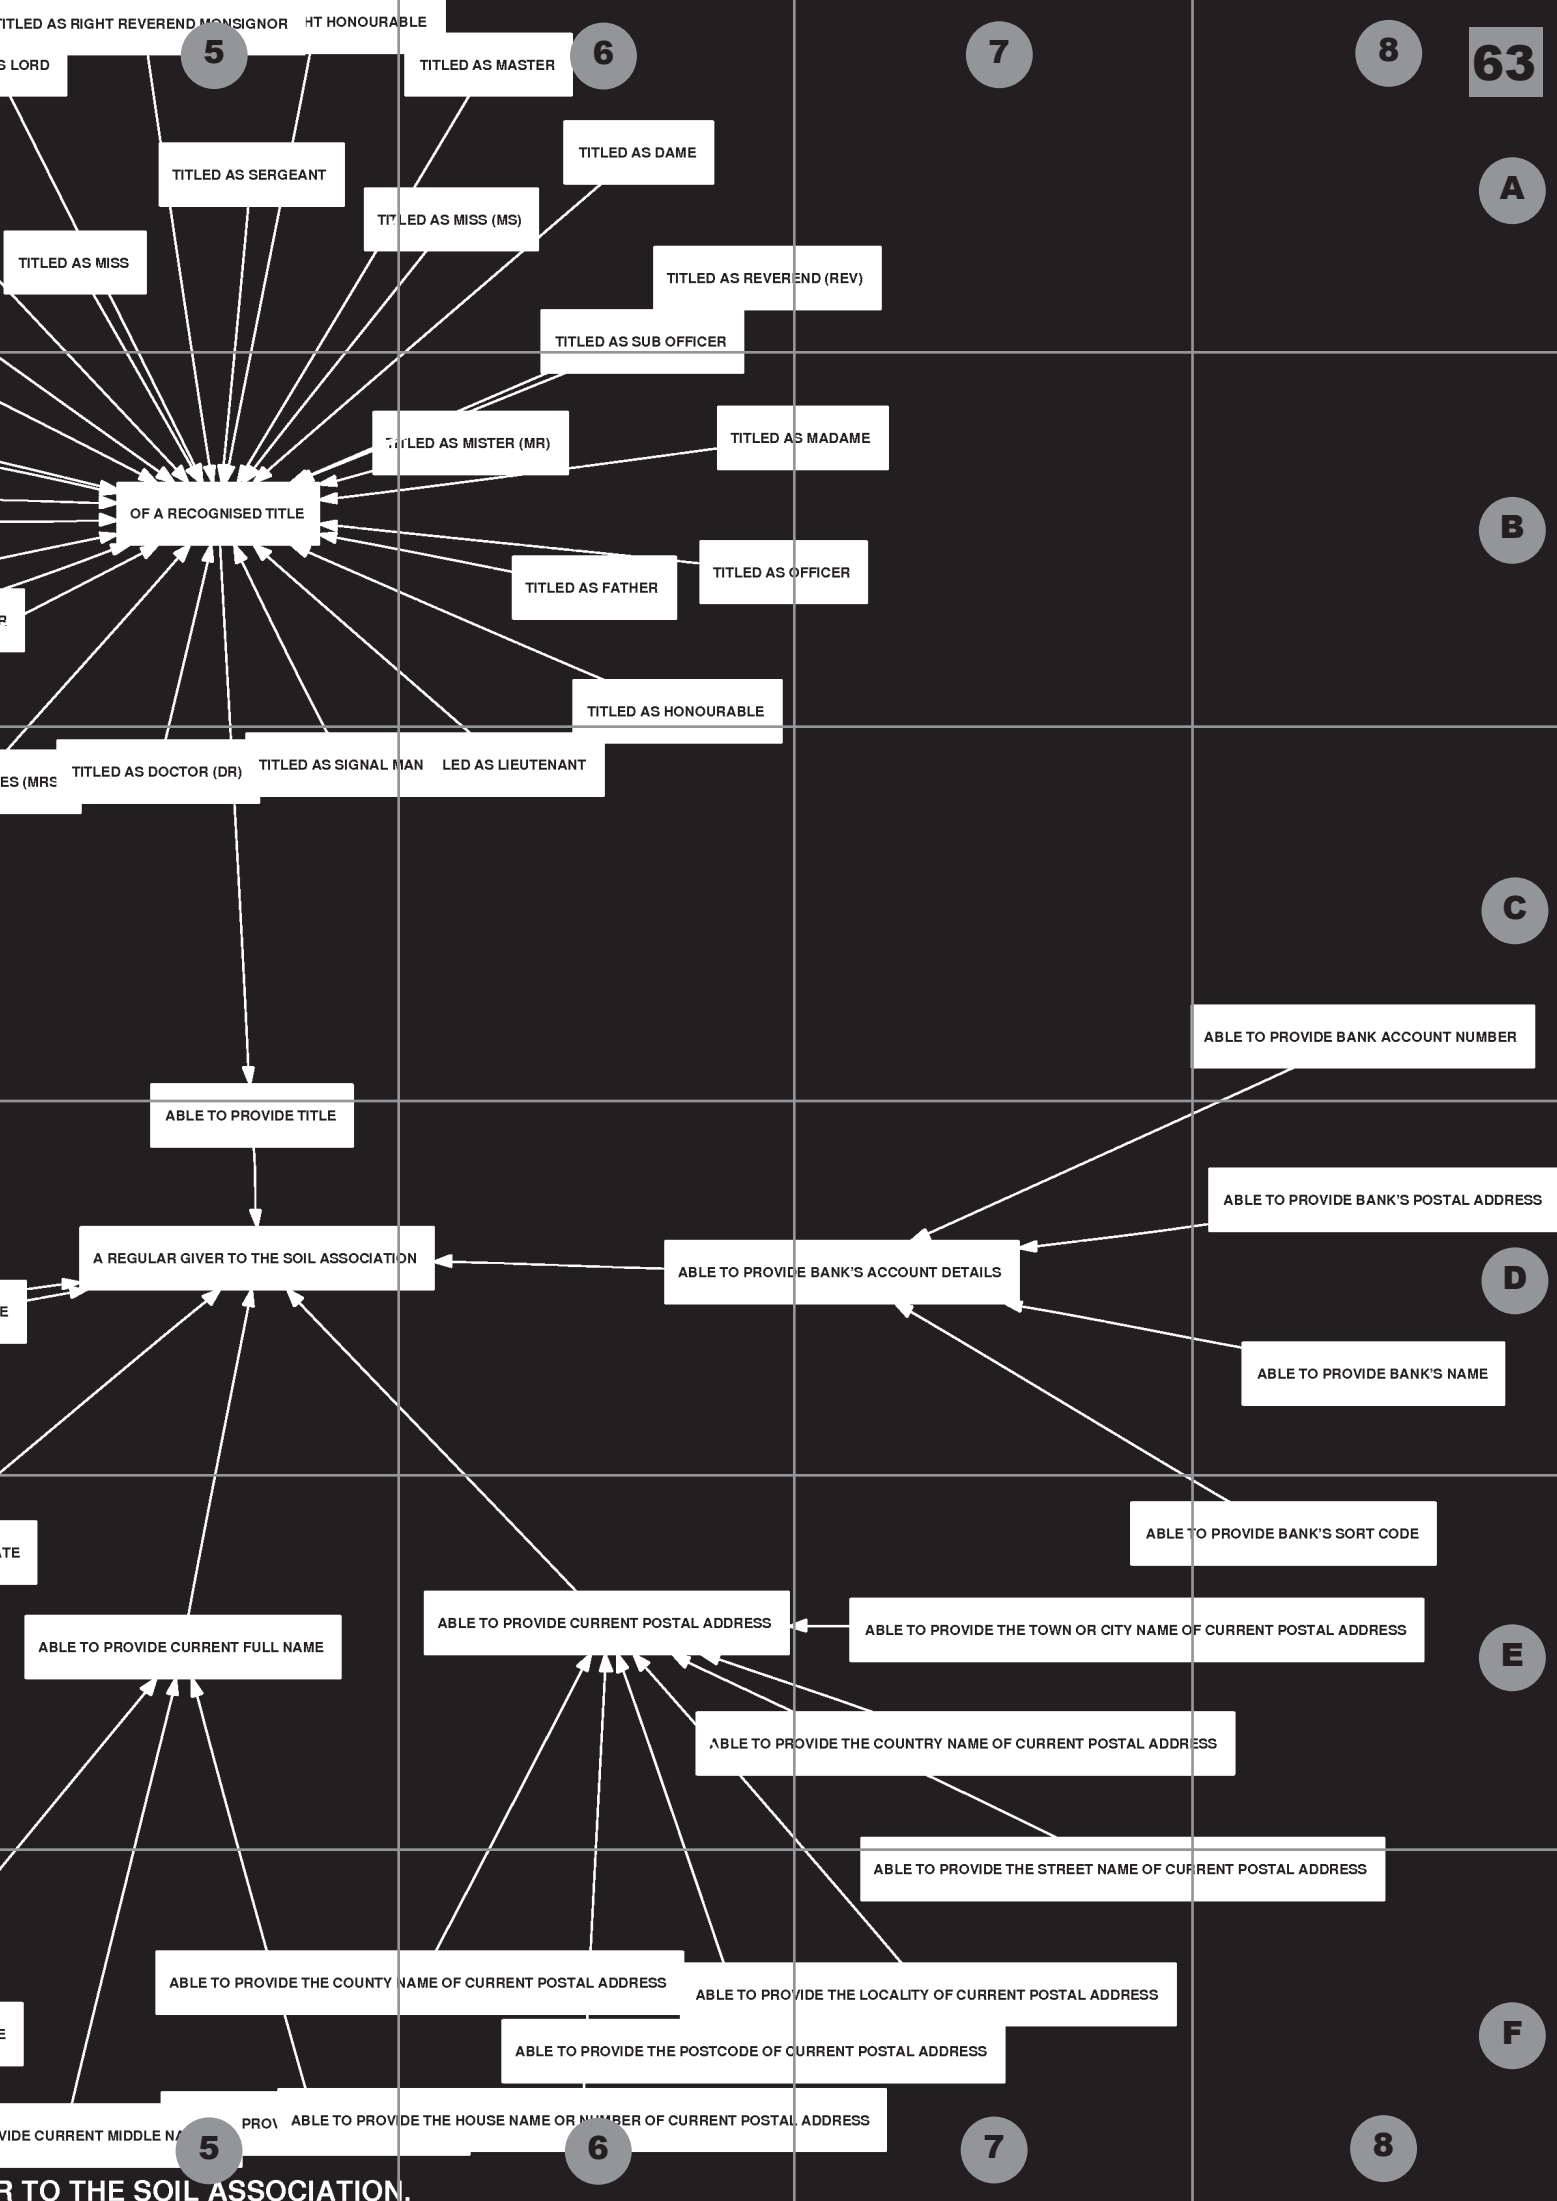 TITLED AS RIGHT REVEREND MONSIGNOR
HONOURABLE
5
6
7
8
63
LORD
TITLED AS MASTER
TITLED AS DAME
TITLED AS SERGEANT
A
TITLED AS MISS (MS)
TITLED AS MISS
TITLED AS REVEREND (REV)
TITLED AS SUB OFFICER
TITLED AS MISTER (MR)
TITLED AS MADAME
OF A RECOGNISED TITLE
B
TITLED AS OFFICER
TITLED AS FATHER
R
TITLED AS HONOURABLE
ES (MRS
TITLED AS DOCTOR (DR)
TITLED AS SIGNAL MAN
LED AS LIEUTENANT
C
ABLE TO PROVIDE BANK ACCOUNT NUMBER
ABLE TO PROVIDE TITLE
ABLE TO PROVIDE BANK'S POSTAL ADDRESS
A REGULAR GIVER TO THE SOIL ASSOCIATION
ABLE TO PROVIDE BANK'S ACCOUNT DETAILS
D
E
ABLE TO PROVIDE BANK'S NAME
ABLE TO PROVIDE BANK'S SORT CODE
ATE
ABLE TO PROVIDE CURRENT POSTAL ADDRESS
ABLE TO PROVIDE THE TOWN OR CITY NAME OF CURRENT POSTAL ADDRESS
ABLE TO PROVIDE CURRENT FULL NAME
E
ABLE TO PROVIDE THE COUNTRY NAME OF CURRENT POSTAL ADDRESS
ABLE TO PROVIDE THE STREET NAME OF CURRENT POSTAL ADDRESS
ABLE TO PROVIDE THE COUNTY NAME OF CURRENT POSTAL ADDRESS
ABLE TO PROVIDE THE LOCALITY OF CURRENT POSTAL ADDRESS
E
F
ABLE TO PROVIDE THE POSTCODE OF CURRENT POSTAL ADDRESS
VIDE CURRENT MIDDLE NA
PROV
ABLE TO PROVIDE THE HOUSE NAME OR NUMBER OF CURRENT POSTAL ADDRESS
5
6
7
8
R TO THE SOIL ASSOCIATION.